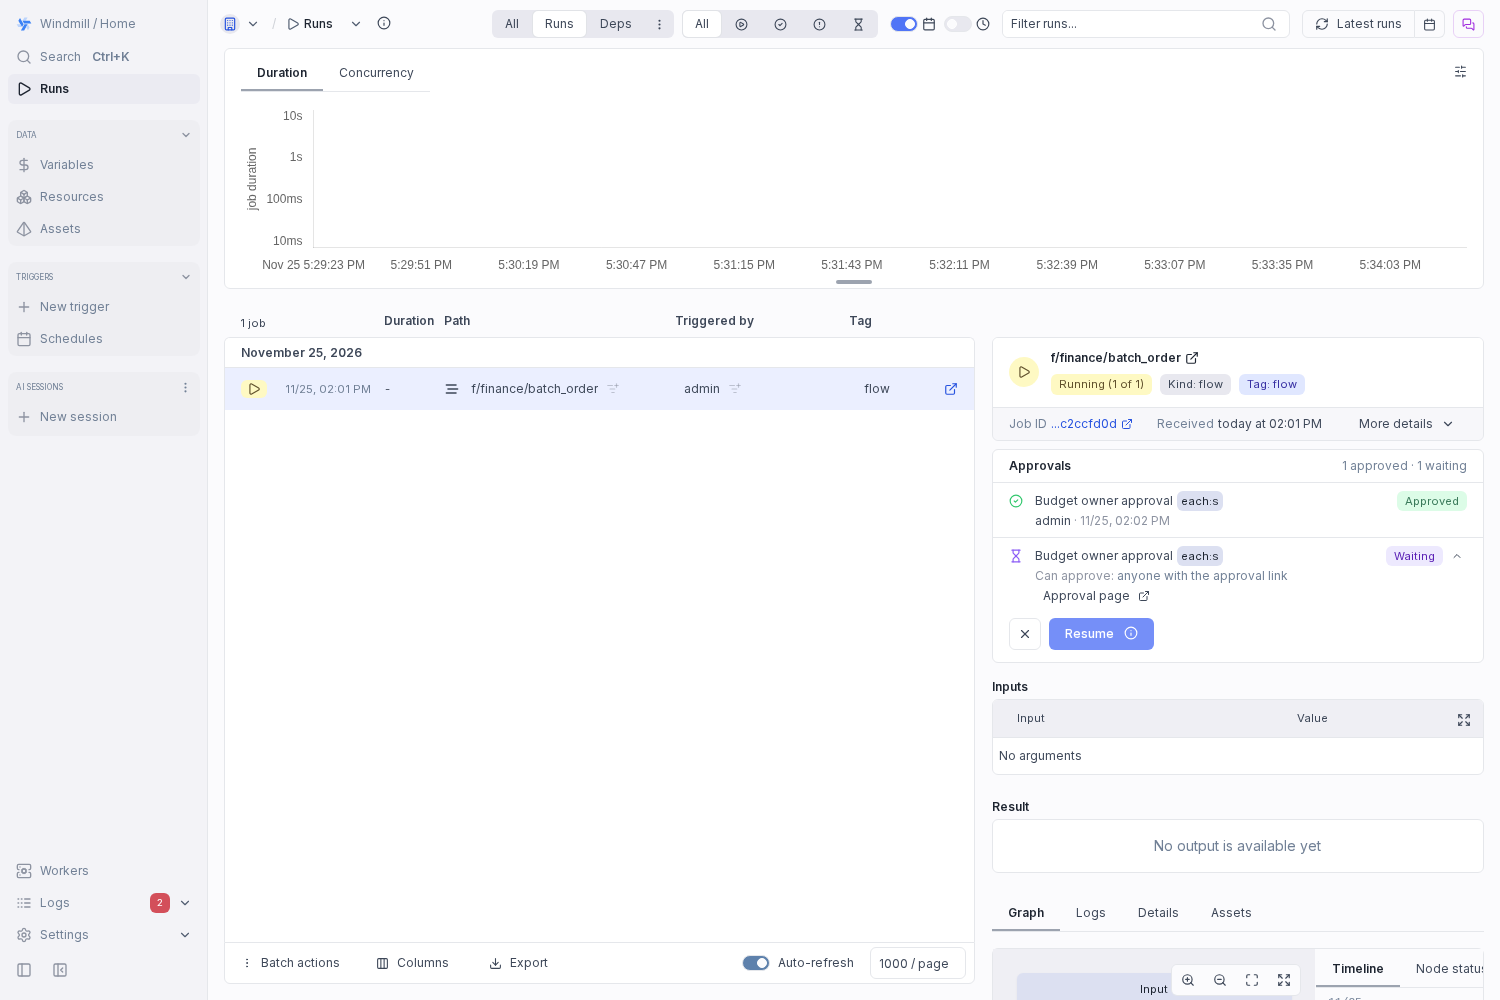 Windmill / Home
Search Ctrl+K
Runs
DATA
Variables
Resources
Assets
TRIGGERS
New trigger
Schedules
AI SESSIONS
New session
Workers
Logs 2
Settings
/ Runs
All Runs Deps
All
Filter runs...
Latest runs
Duration Concurrency
job duration
10s
1s
100ms
10ms
Nov 25 5:29:23 PM 5:29:51 PM 5:30:19 PM 5:30:47 PM 5:31:15 PM 5:31:43 PM 5:32:11 PM 5:32:39 PM 5:33:07 PM 5:33:35 PM 5:34:03 PM
1 job Duration Path Triggered by Tag
November 25, 2026
11/25, 02:01 PM - f/finance/batch_order admin flow
Batch actions Columns Export Auto-refresh 1000 / page
f/finance/batch_order
Running (1 of 1) Kind: flow Tag: flow
Job ID ...c2ccfd0d Received today at 02:01 PM More details
Approvals 1 approved · 1 waiting
Budget owner approval each:s Approved
admin · 11/25, 02:02 PM
Budget owner approval each:s Waiting
Can approve: anyone with the approval link
Approval page
Resume
Inputs
Input Value
No arguments
Result
No output is available yet
Graph Logs Details Assets
Input
Timeline Node status